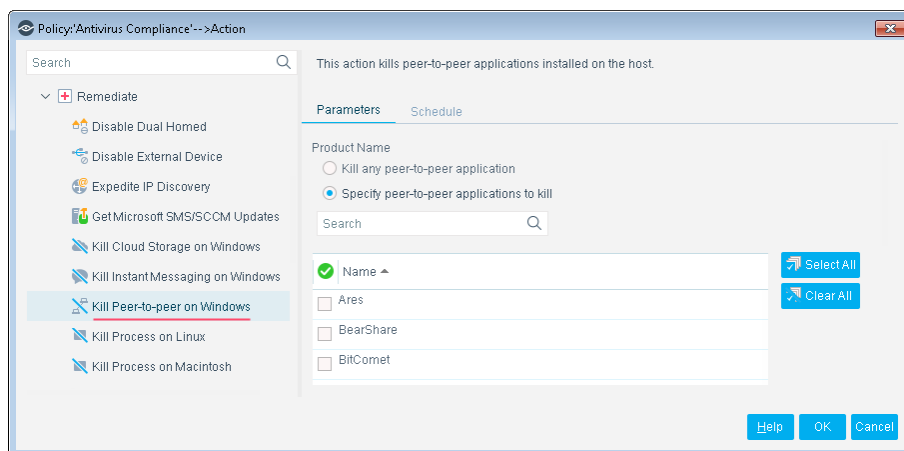 Policy:'Antivirus Compliance'-->Action
Search
Remediate
Disable Dual Homed
Disable External Device
Expedite IP Discovery
Get Microsoft SMS/SCCM Updates
Kill Cloud Storage on Windows
Kill Instant Messaging on Windows
Kill Peer-to-peer on Windows
Kill Process on Linux
Kill Process on Macintosh
This action kills peer-to-peer applications installed on the host.
Parameters Schedule
Product Name
Kill any peer-to-peer application
Specify peer-to-peer applications to kill
Search
Name
Ares
BearShare
BitComet
Select All
Clear All
Help OK Cancel